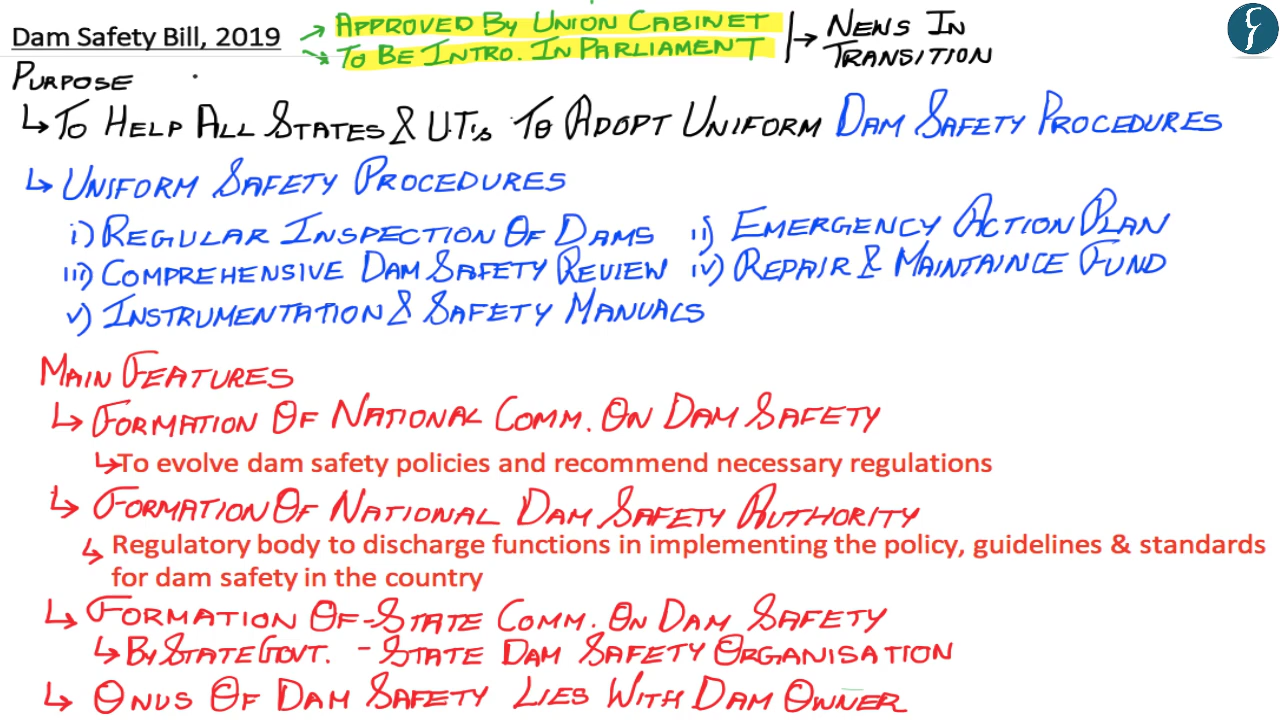 Dam Safety Bill, 2019 → APPROVED BY UNION CABINET
→ TO BE INTRO. IN PARLIAMENT
→ NEWS IN
TRANSITION
PURPOSE
↳ TO HELP ALL STATES & UT's TO ADOPT UNIFORM DAM SAFETY PROCEDURES
↳ UNIFORM SAFETY PROCEDURES
i) REGULAR INSPECTION OF DAMS ii) EMERGENCY ACTION PLAN
iii) COMPREHENSIVE DAM SAFETY REVIEW iv) REPAIR & MAINTAINCE FUND
v) INSTRUMENTATION & SAFETY MANUALS
MAIN FEATURES
↳ FORMATION OF NATIONAL COMM. ON DAM SAFETY
↳ To evolve dam safety policies and recommend necessary regulations
↳ FORMATION OF NATIONAL DAM SAFETY AUTHORITY
↳ Regulatory body to discharge functions in implementing the policy, guidelines & standards
for dam safety in the country
↳ FORMATION OF - STATE COMM. ON DAM SAFETY
↳ BY STATE GOVT. - STATE DAM SAFETY ORGANISATION
↳ ONUS OF DAM SAFETY LIES WITH DAM OWNER